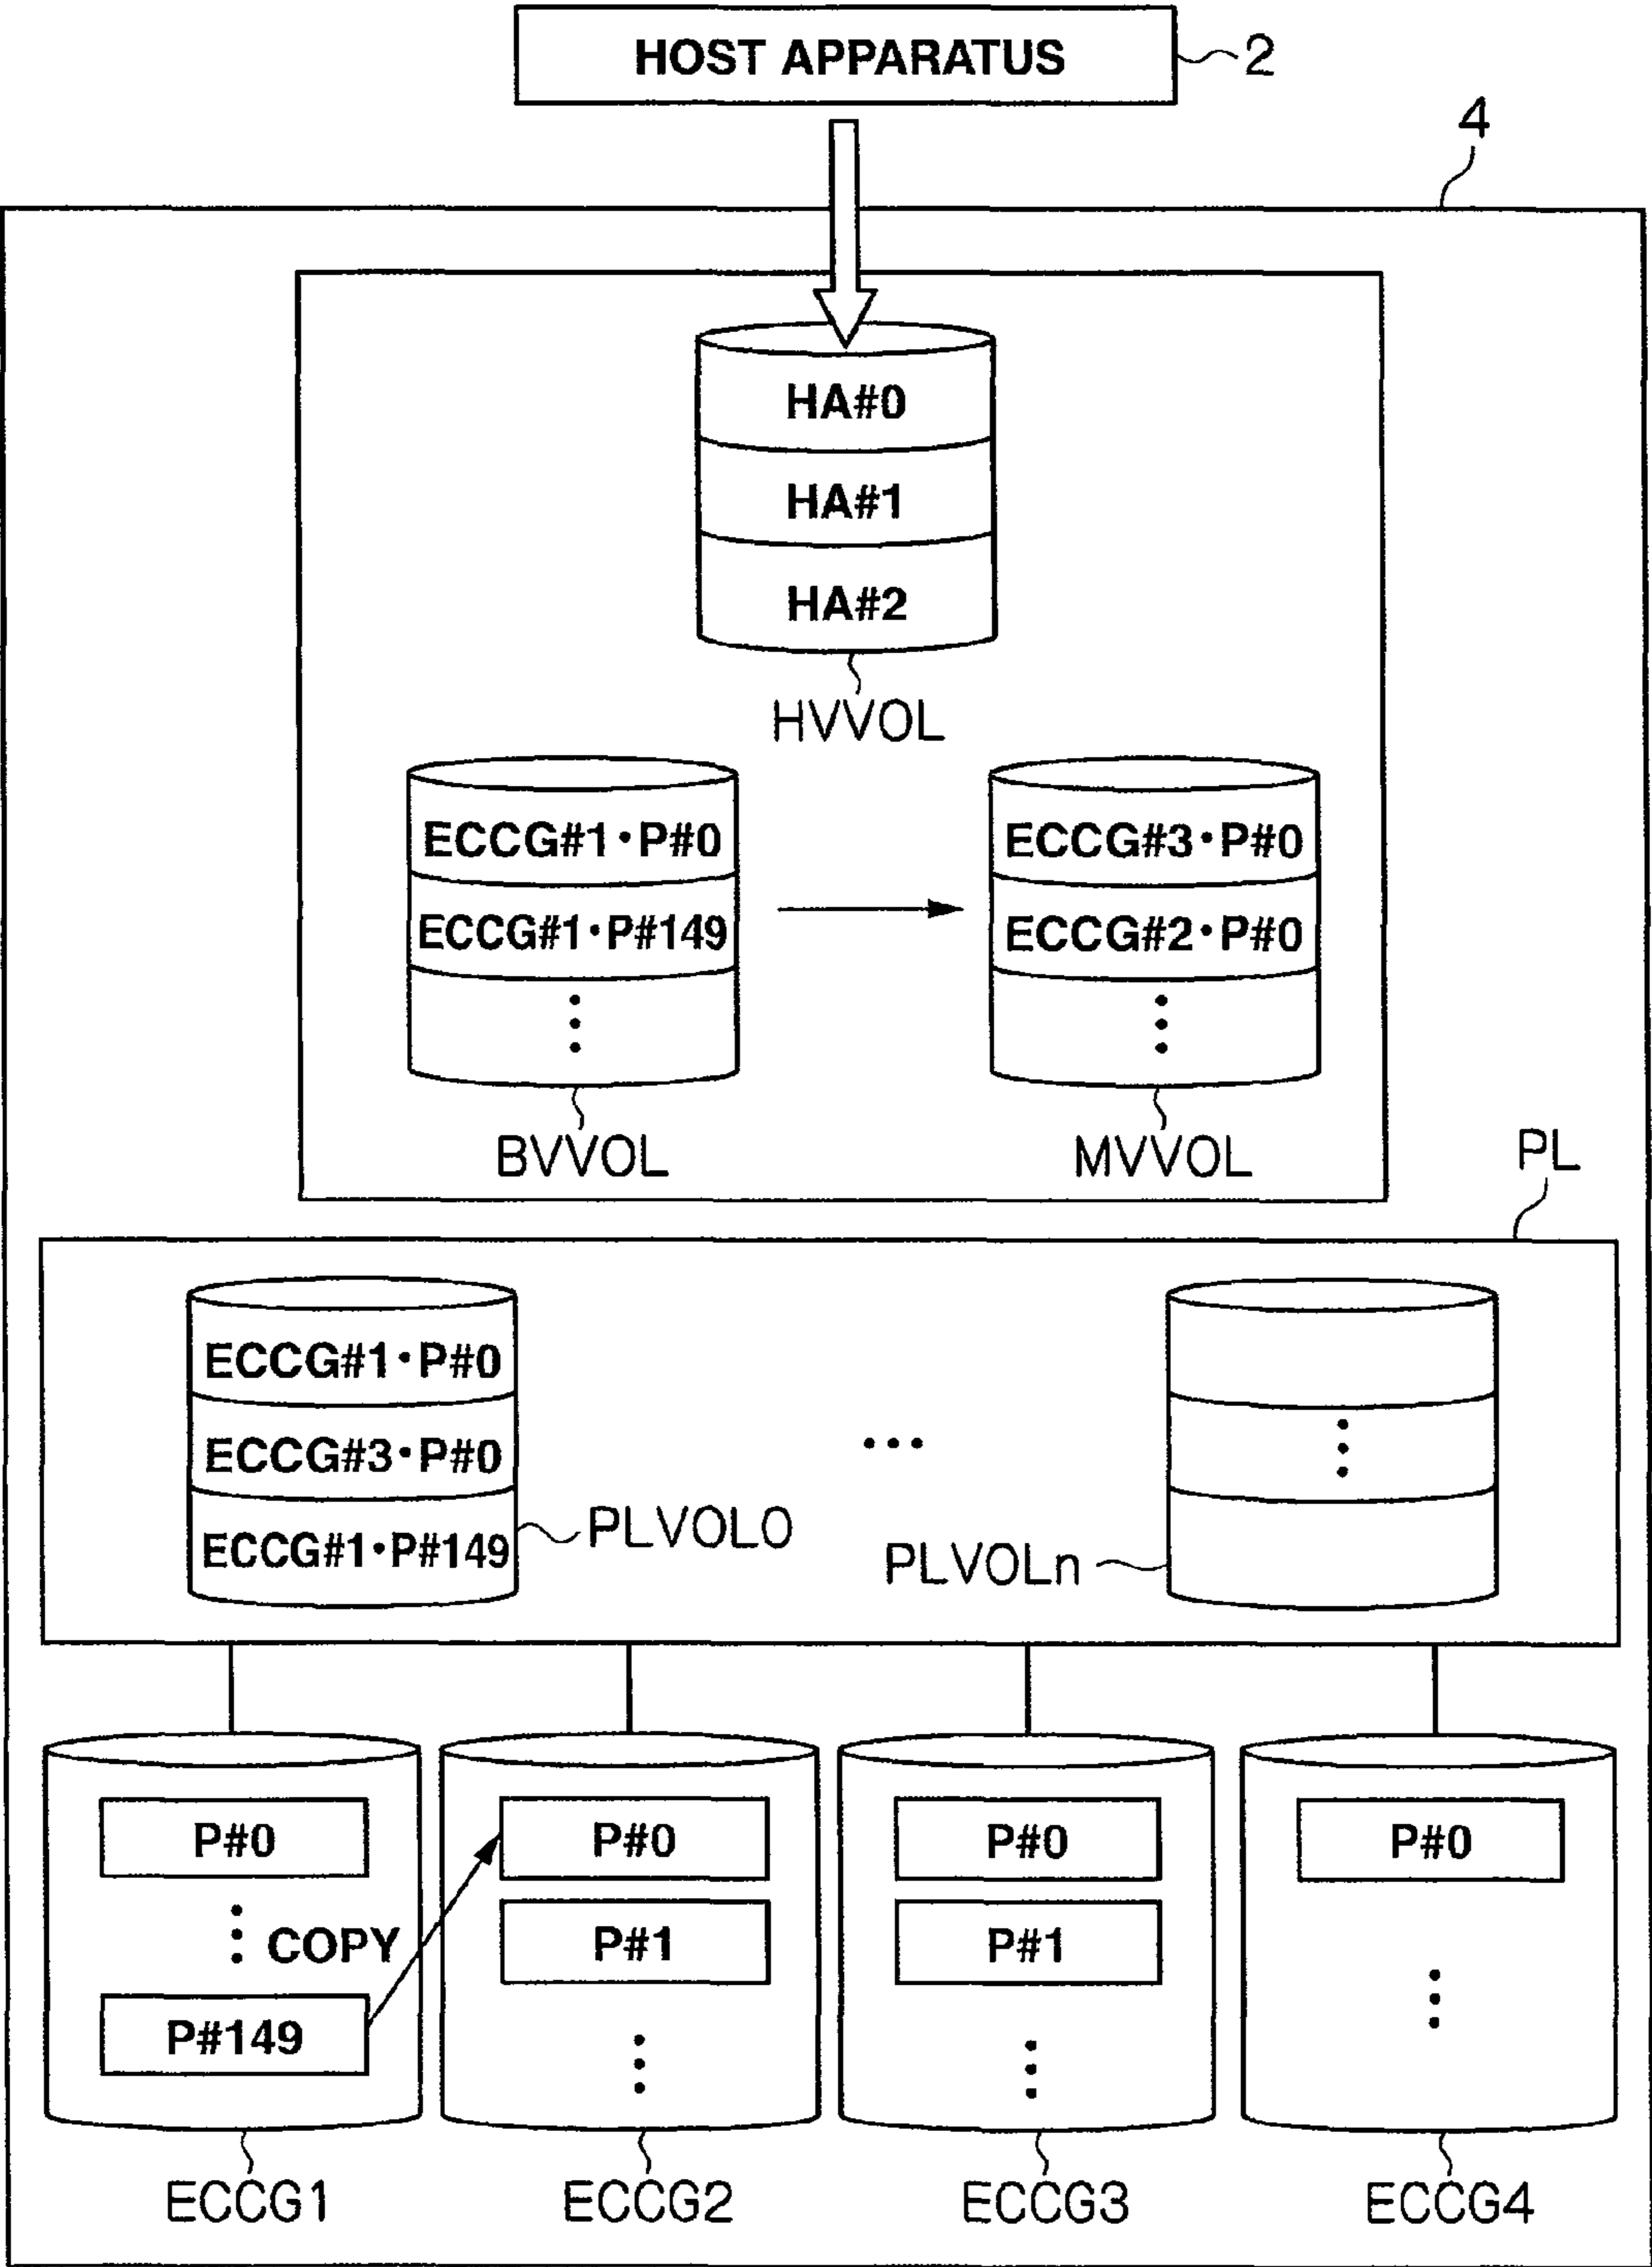 HOST APPARATUS
2
4
HA#0
HA#1
HA#2
HVVOL
ECCG#1·P#0
ECCG#1·P#149
BVVOL
ECCG#3·P#0
ECCG#2·P#0
MVVOL
PL
ECCG#1·P#0
ECCG#3·P#0
ECCG#1·P#149
PLVOL0
...
PLVOLn
P#0
COPY
P#149
ECCG1
P#0
P#1
ECCG2
P#0
P#1
ECCG3
P#0
ECCG4